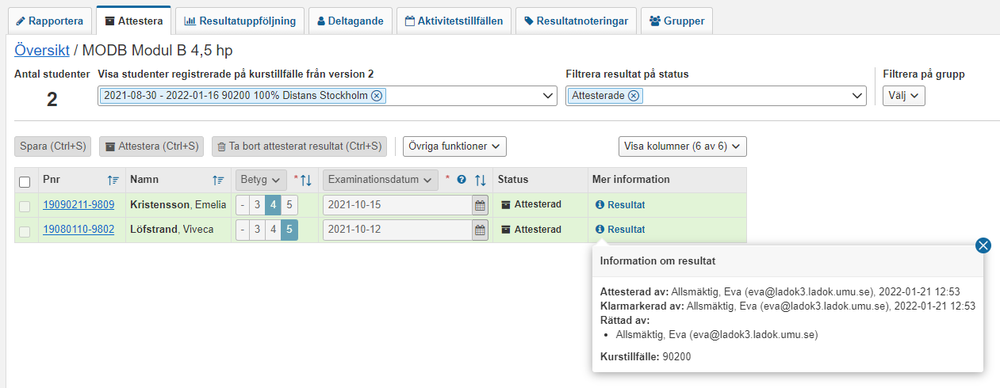 Rapportera Attestera Resultatuppföljning Deltagande Aktivitetstillfällen Resultatnoteringar Grupper
Översikt / MODB Modul B 4,5 hp
Antal studenter Visa studenter registrerade på kurstillfälle från version 2 Filtrera resultat på status Filtrera på grupp
2 2021-08-30 - 2022-01-16 90200 100% Distans Stockholm Attesterade Välj
Spara (Ctrl+S) Attestera (Ctrl+S) Ta bort attesterat resultat (Ctrl+S) Övriga funktioner Visa kolumner (6 av 6)
Pnr Namn Betyg * Examinationsdatum * ? Status Mer information
19090211-9809 Kristensson, Emelia - 3 4 5 2021-10-15 Attesterad Resultat
19080110-9802 Löfstrand, Viveca - 3 4 5 2021-10-12 Attesterad Resultat
Information om resultat
Attesterad av: Allsmäktig, Eva (eva@ladok3.ladok.umu.se), 2022-01-21 12:53
Klarmarkerad av: Allsmäktig, Eva (eva@ladok3.ladok.umu.se), 2022-01-21 12:53
Rättad av:
• Allsmäktig, Eva (eva@ladok3.ladok.umu.se)
Kurstillfälle: 90200